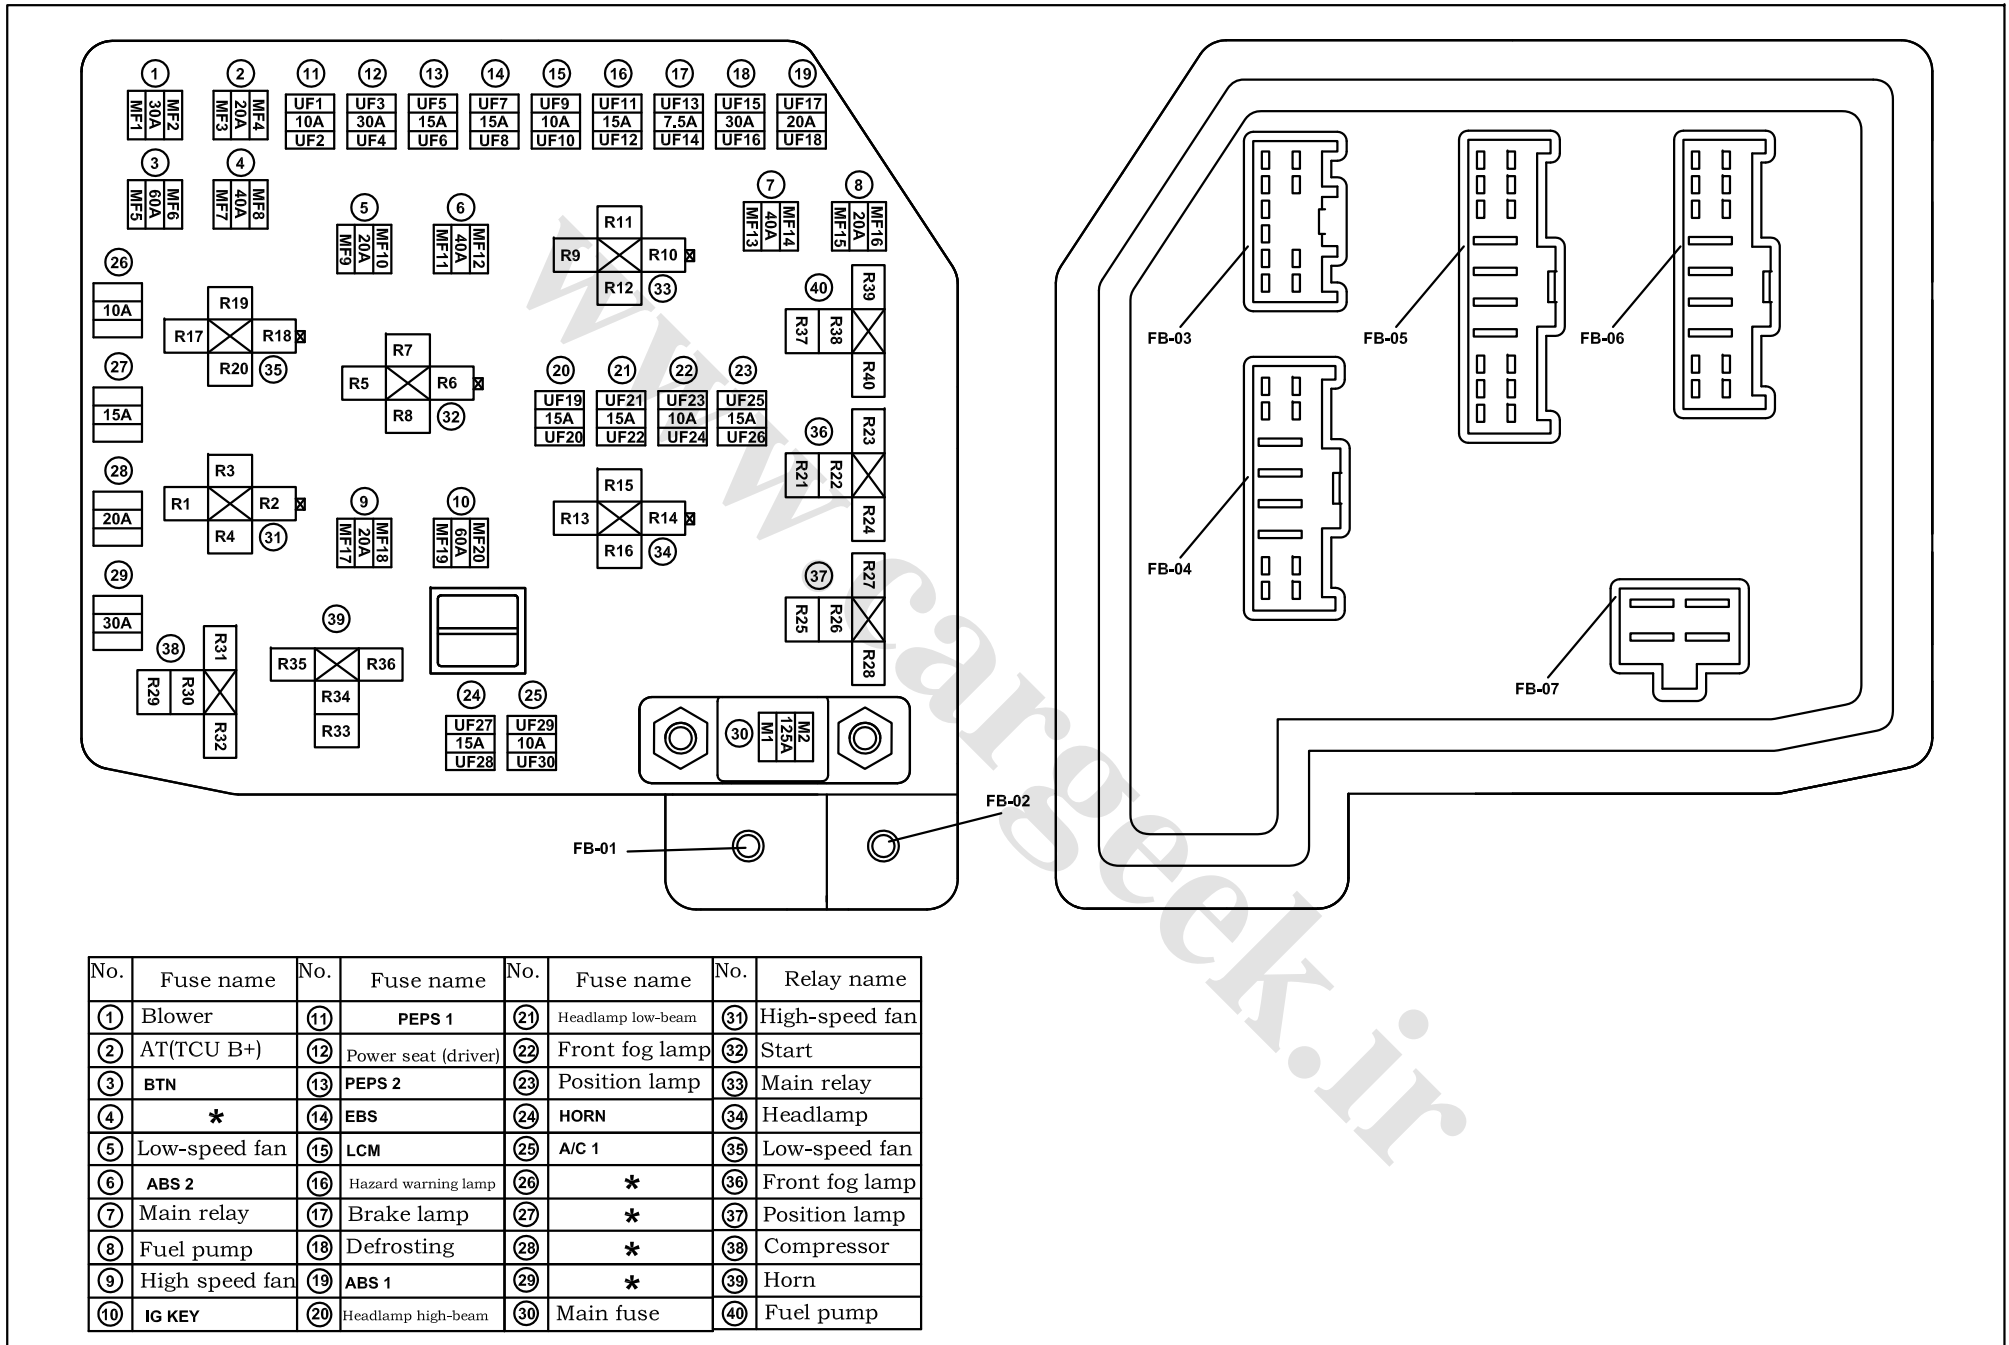 1 2 11 12 13 14 15 16 17 18 19
MF1 30A MF2
MF3 20A MF4
UF1 UF3 UF5 UF7 UF9 UF11 UF13 UF15 UF17
10A 30A 15A 15A 10A 15A 7.5A 30A 20A
UF2 UF4 UF6 UF8 UF10 UF12 UF14 UF16 UF18
3 4
MF5 60A MF6
MF7 40A MF8
5 6 7 8
MF9 20A MF10
MF11 40A MF12
MF13 40A MF14
MF15 20A MF16
R11
R9 R10
R12 33
26
10A
R19
R17 R18
R20 35
40 R39
R37 R38
R40
R7
R5 R6
R8 32
27
15A
20 21 22 23
UF19 UF21 UF23 UF25
15A 15A 10A 15A
UF20 UF22 UF24 UF26
36 R23
R21 R22
R24
28
20A
R3
R1 R2
R4 31
9 10
MF17 20A MF18
MF19 60A MF20
R15
R13 R14
R16 34
37 R27
R25 R26
R28
29
30A
38 R31
R29 R30
R32
39
R35 R36
R34
R33
24 25
UF27 UF29
15A 10A
UF28 UF30
30 M1 125A M2
FB-01
FB-02
FB-03
FB-05
FB-06
FB-04
FB-07
www.cargeek.ir
No. Fuse name No. Fuse name No. Fuse name No. Relay name
1 Blower 11 PEPS 1 21 Headlamp low-beam 31 High-speed fan
2 AT(TCU B+) 12 Power seat (driver) 22 Front fog lamp 32 Start
3 BTN 13 PEPS 2 23 Position lamp 33 Main relay
4 * 14 EBS 24 HORN 34 Headlamp
5 Low-speed fan 15 LCM 25 A/C 1 35 Low-speed fan
6 ABS 2 16 Hazard warning lamp 26 * 36 Front fog lamp
7 Main relay 17 Brake lamp 27 * 37 Position lamp
8 Fuel pump 18 Defrosting 28 * 38 Compressor
9 High speed fan 19 ABS 1 29 * 39 Horn
10 IG KEY 20 Headlamp high-beam 30 Main fuse 40 Fuel pump